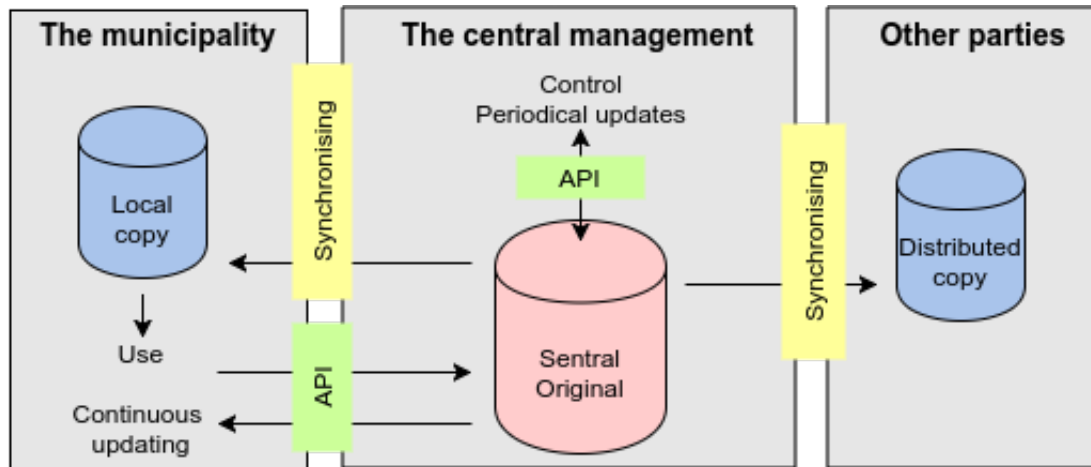 The municipality
The central management
Other parties
Local
copy
Use
Continuous
updating
Synchronising
API
Control
Periodical updates
API
Sentral
Original
Synchronising
Distributed
copy